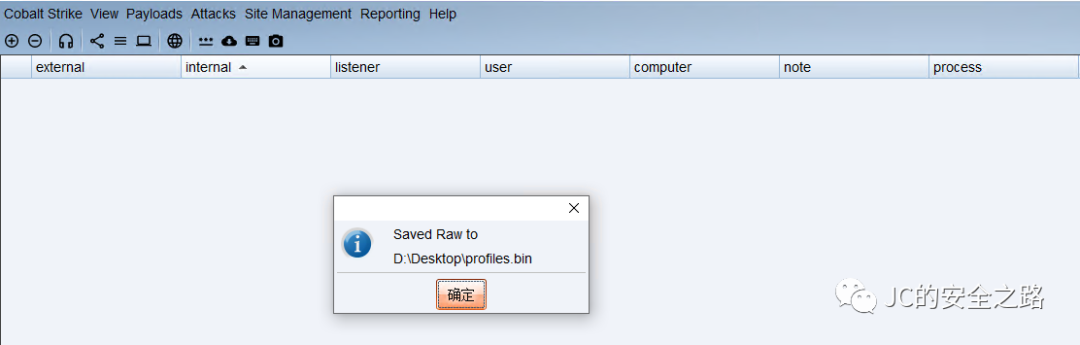 Cobalt Strike View Payloads Attacks Site Management Reporting Help
external internal listener user computer note process
Saved Raw to
D:\Desktop\profiles.bin
确定
JC的安全之路